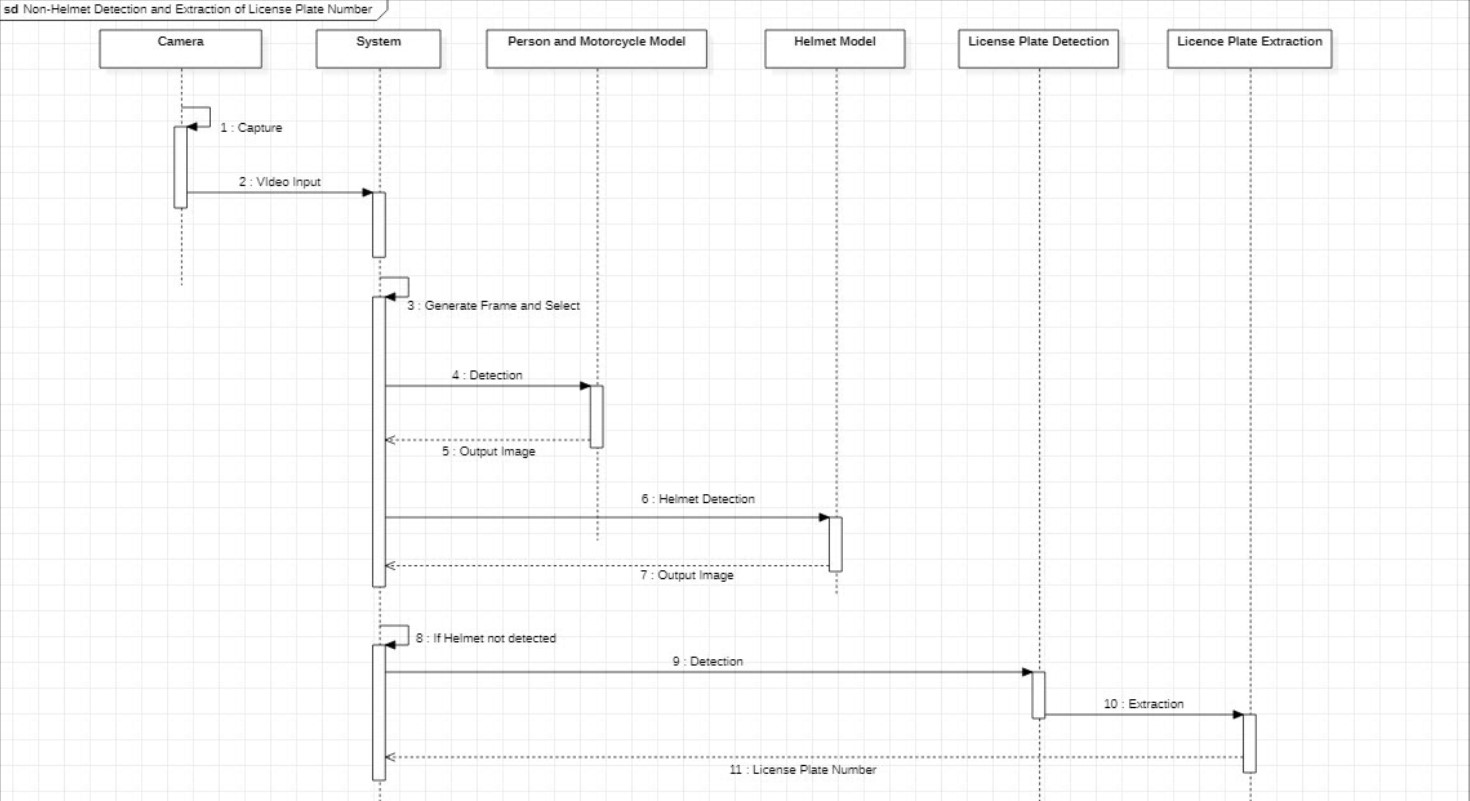 sd Non-Helmet Detection and Extraction of License Plate Number
Camera
System
Person and Motorcycle Model
Helmet Model
License Plate Detection
Licence Plate Extraction
1 : Capture
2 : Video Input
3 : Generate Frame and Select
4 : Detection
5 : Output Image
6 : Helmet Detection
7 : Output Image
8 : If Helmet not detected
9 : Detection
10 : Extraction
11 : License Plate Number